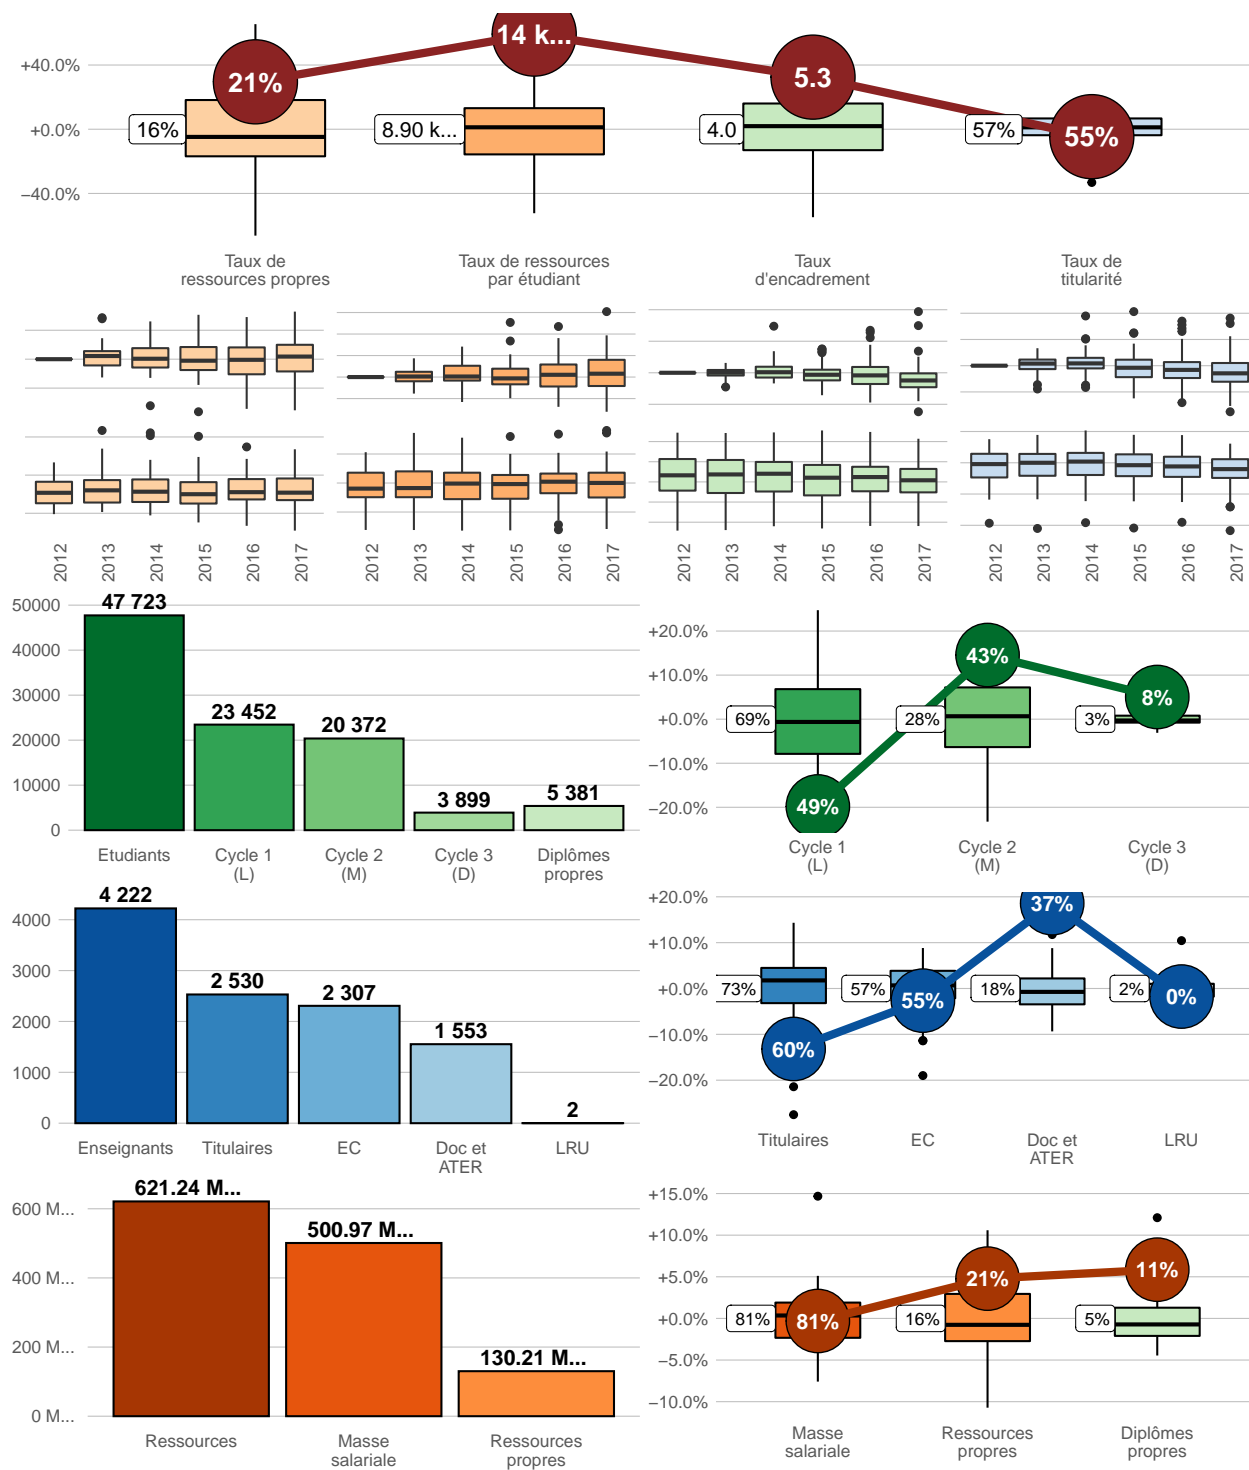 +40.0%
+0.0%
−40.0%
21%
14 k...
5.3
55%
16%
8.90 k...
4.0
57%
Taux de
ressources propres
Taux de ressources
par étudiant
Taux
d'encadrement
Taux de
titularité
2012
2013
2014
2015
2016
2017
2012
2013
2014
2015
2016
2017
2012
2013
2014
2015
2016
2017
2012
2013
2014
2015
2016
2017
50000
40000
30000
20000
10000
0
47 723
23 452
20 372
3 899
5 381
Etudiants
Cycle 1
(L)
Cycle 2
(M)
Cycle 3
(D)
Diplômes
propres
+20.0%
+10.0%
+0.0%
−10.0%
−20.0%
69%
28%
3%
49%
43%
8%
Cycle 1
(L)
Cycle 2
(M)
Cycle 3
(D)
4000
3000
2000
1000
0
4 222
2 530
2 307
1 553
2
Enseignants
Titulaires
EC
Doc et
ATER
LRU
+20.0%
+10.0%
+0.0%
−10.0%
−20.0%
73%
57%
18%
2%
60%
55%
37%
0%
Titulaires
EC
Doc et
ATER
LRU
600 M...
400 M...
200 M...
0 M...
621.24 M...
500.97 M...
130.21 M...
Ressources
Masse
salariale
Ressources
propres
+15.0%
+10.0%
+5.0%
+0.0%
−5.0%
−10.0%
81%
16%
5%
81%
21%
11%
Masse
salariale
Ressources
propres
Diplômes
propres